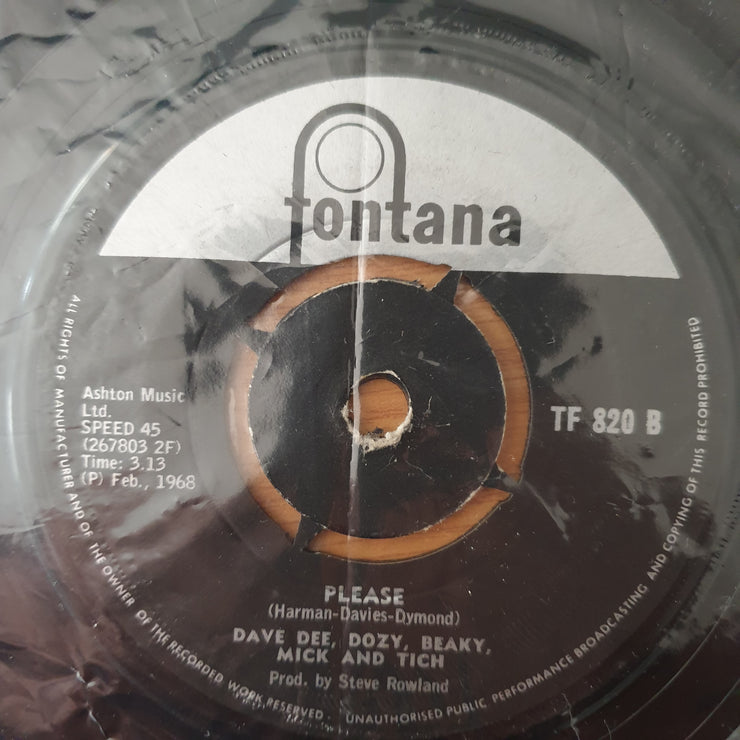 fontana
Ashton Music
Ltd.
SPEED 45
(267803 2F)
Time: 3.13
(P) Feb., 1968
TF 820 B
PLEASE
(Harman-Davies-Dymond)
DAVE DEE, DOZY, BEAKY,
MICK AND TICH
Prod. by Steve Rowland
ALL RIGHTS OF MANUFACTURER AND OF THE OWNER OF THE RECORDED WORK RESERVED. UNAUTHORISED PUBLIC PERFORMANCE BROADCASTING AND COPYING OF THIS RECORD PROHIBITED